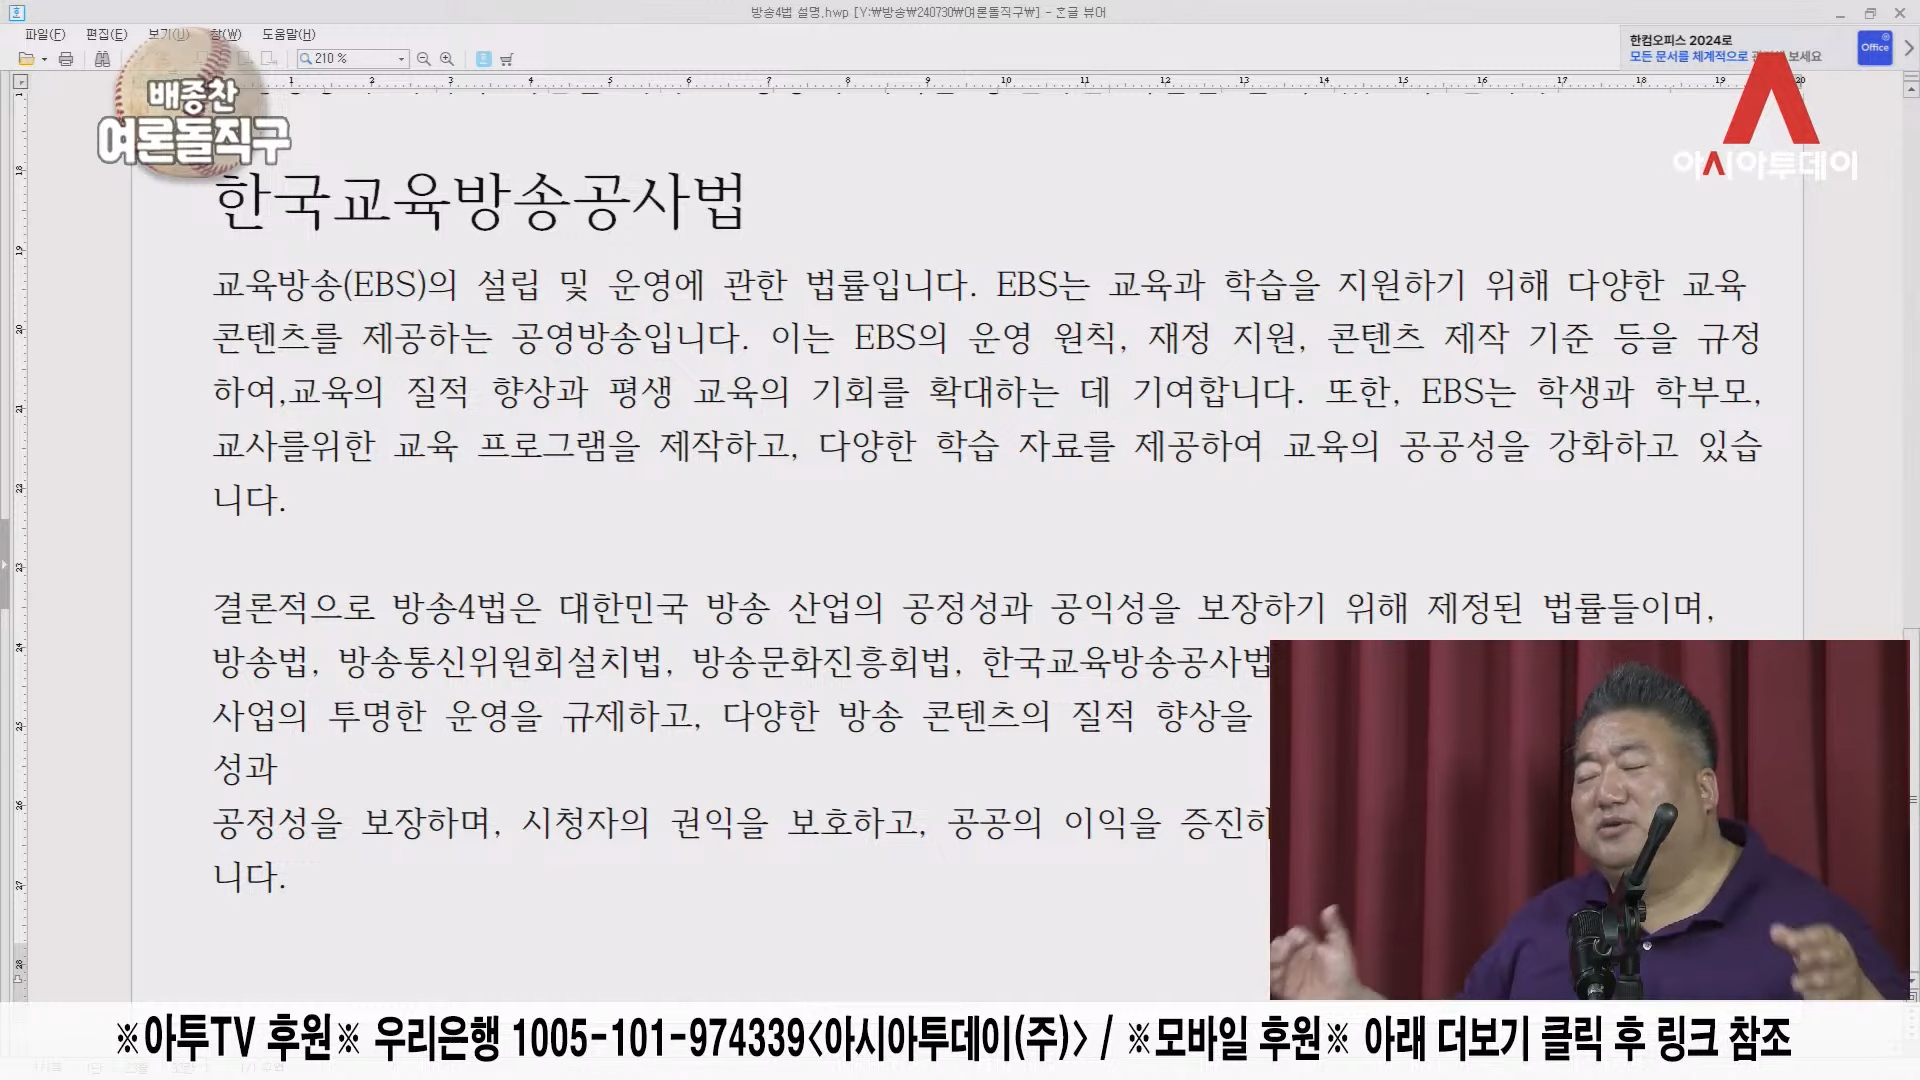 방송4법 설명.hwp [Y:₩방송₩240730₩여론돌직구₩] - 흔글 뷰어
파일(F) 편집(E) 보기(U) 창(W) 도움말(H)
210 %
한컴오피스 2024로
모든 문서를 체계적으로 보세요
Office
배종찬
여론돌직구
아시아투데이
한국교육방송공사법
교육방송(EBS)의 설립 및 운영에 관한 법률입니다. EBS는 교육과 학습을 지원하기 위해 다양한 교육
콘텐츠를 제공하는 공영방송입니다. 이는 EBS의 운영 원칙, 재정 지원, 콘텐츠 제작 기준 등을 규정
하여,교육의 질적 향상과 평생 교육의 기회를 확대하는 데 기여합니다. 또한, EBS는 학생과 학부모,
교사를위한 교육 프로그램을 제작하고, 다양한 학습 자료를 제공하여 교육의 공공성을 강화하고 있습
니다.
결론적으로 방송4법은 대한민국 방송 산업의 공정성과 공익성을 보장하기 위해 제정된 법률들이며,
방송법, 방송통신위원회설치법, 방송문화진흥회법, 한국교육방송공사법
사업의 투명한 운영을 규제하고, 다양한 방송 콘텐츠의 질적 향상을
성과
공정성을 보장하며, 시청자의 권익을 보호하고, 공공의 이익을 증진하
니다.
※아투TV 후원※ 우리은행 1005-101-974339<아시아투데이(주)> / ※모바일 후원※ 아래 더보기 클릭 후 링크 참조